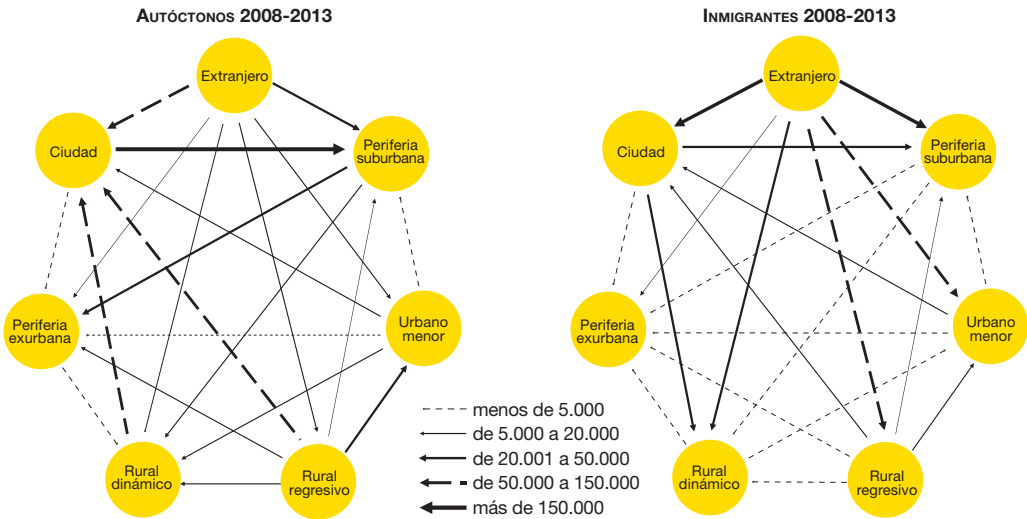 AUTÓCTONOS 2008-2013
Extranjero
Ciudad
Periferia
suburbana
Periferia
exurbana
Urbano
menor
Rural
dinámico
Rural
regresivo
INMIGRANTES 2008-2013
Extranjero
Ciudad
Periferia
suburbana
Periferia
exurbana
Urbano
menor
Rural
dinámico
Rural
regresivo
menos de 5.000
de 5.000 a 20.000
de 20.001 a 50.000
de 50.000 a 150.000
más de 150.000